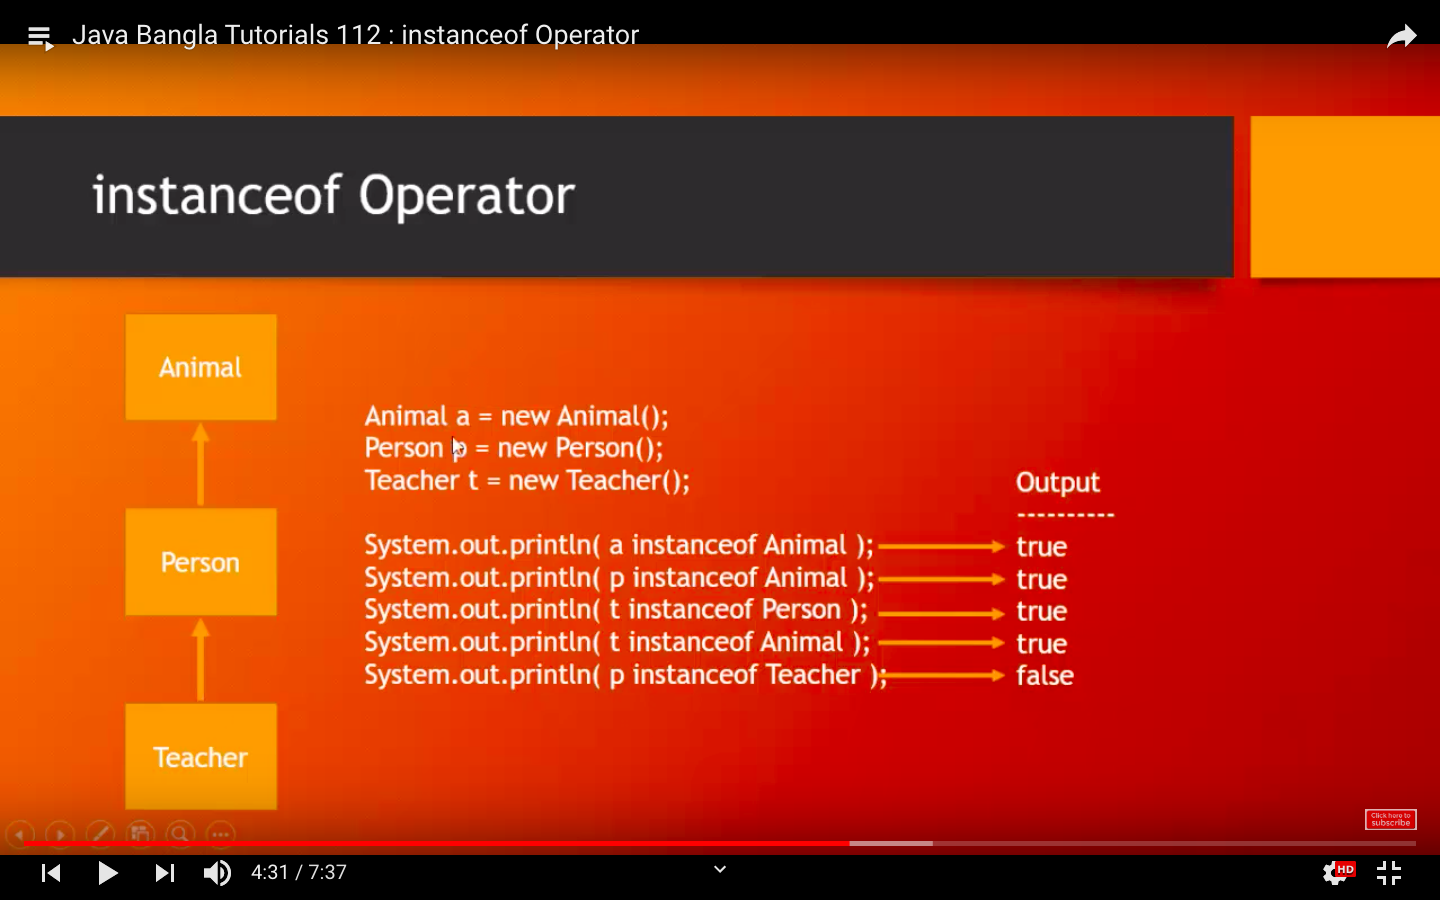 Java Bangla Tutorials 112 : instanceof Operator
instanceof Operator
Animal
Person
Teacher
Animal a = new Animal();
Person p = new Person();
Teacher t = new Teacher();
System.out.println( a instanceof Animal );
System.out.println( p instanceof Animal );
System.out.println( t instanceof Person );
System.out.println( t instanceof Animal );
System.out.println( p instanceof Teacher );
Output
----------
true
true
true
true
false
Click here to
subscribe
4:31 / 7:37
HD